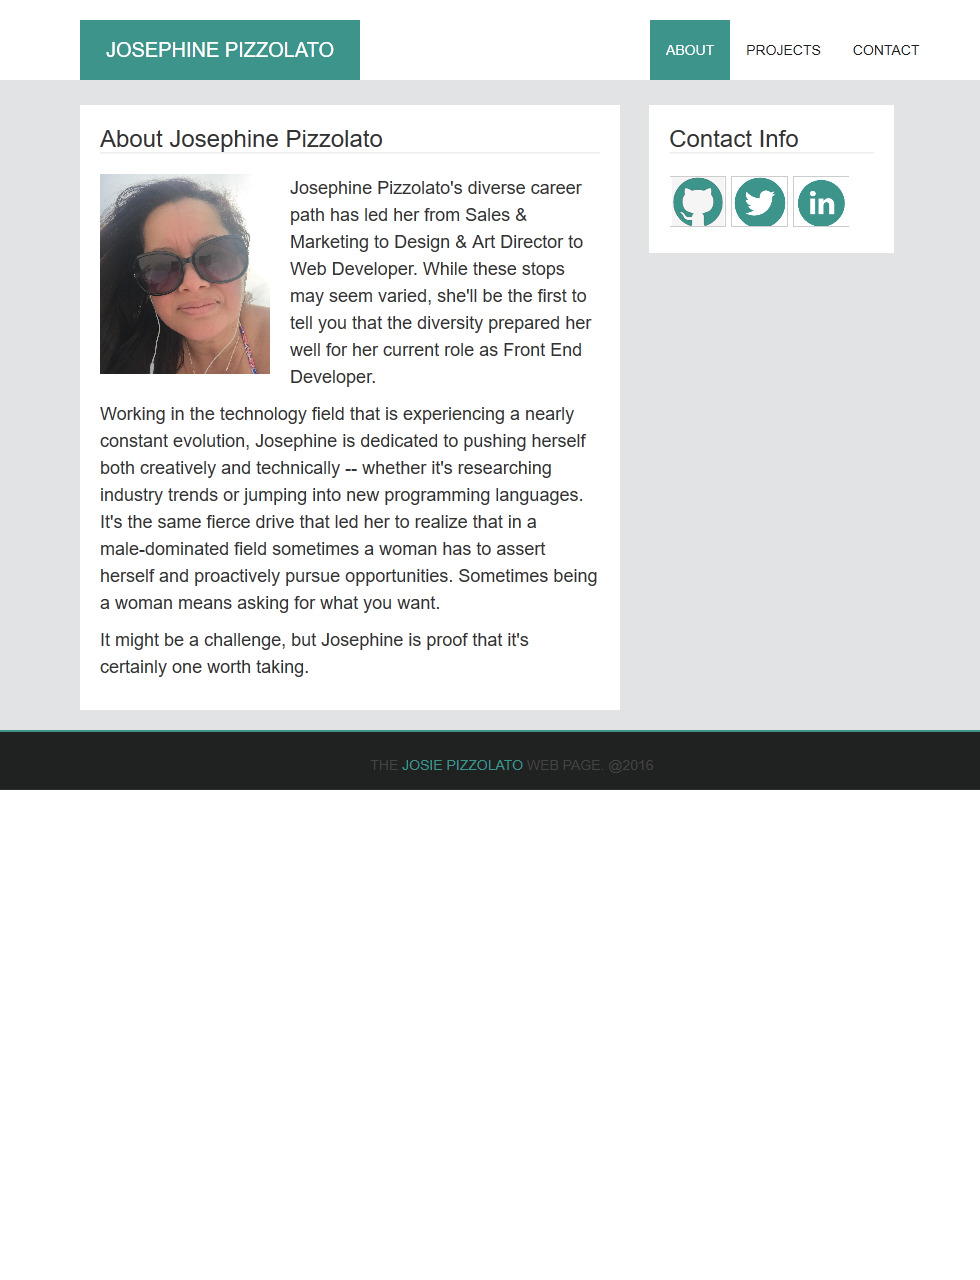 JOSEPHINE PIZZOLATO
ABOUT PROJECTS CONTACT
About Josephine Pizzolato
Josephine Pizzolato's diverse career
path has led her from Sales &
Marketing to Design & Art Director to
Web Developer. While these stops
may seem varied, she'll be the first to
tell you that the diversity prepared her
well for her current role as Front End
Developer.
Working in the technology field that is experiencing a nearly
constant evolution, Josephine is dedicated to pushing herself
both creatively and technically -- whether it's researching
industry trends or jumping into new programming languages.
It's the same fierce drive that led her to realize that in a
male-dominated field sometimes a woman has to assert
herself and proactively pursue opportunities. Sometimes being
a woman means asking for what you want.
It might be a challenge, but Josephine is proof that it's
certainly one worth taking.
Contact Info
in
THE JOSIE PIZZOLATO WEB PAGE. @2016